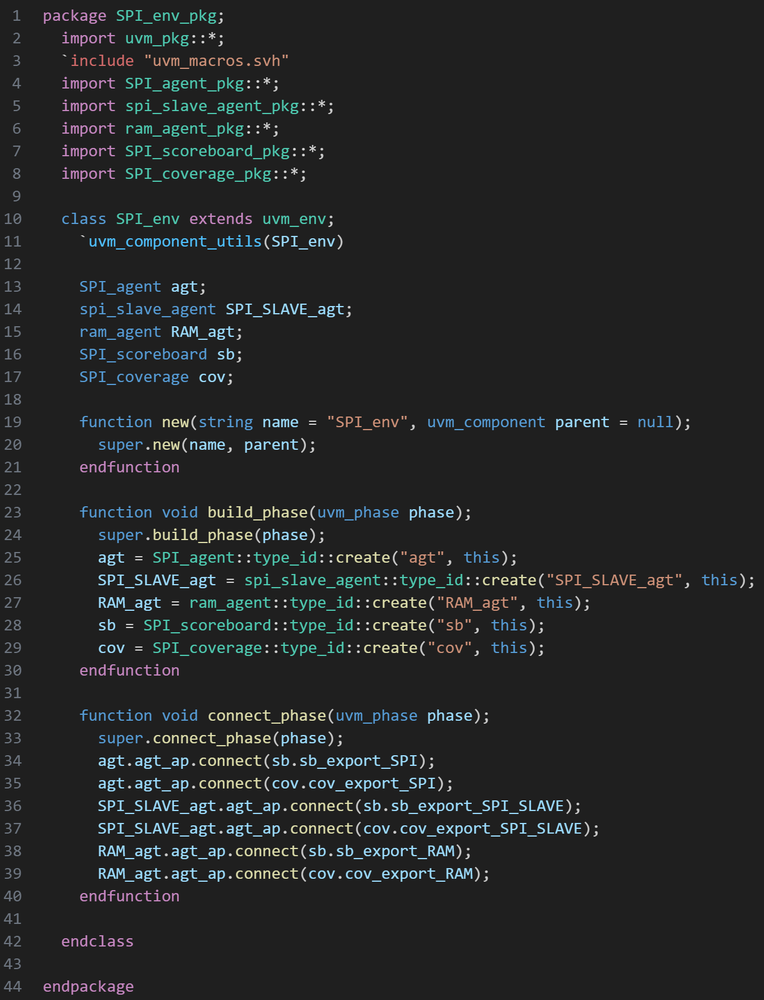 1 package SPI_env_pkg;
2   import uvm_pkg::*;
3   `include "uvm_macros.svh"
4   import SPI_agent_pkg::*;
5   import spi_slave_agent_pkg::*;
6   import ram_agent_pkg::*;
7   import SPI_scoreboard_pkg::*;
8   import SPI_coverage_pkg::*;
9
10   class SPI_env extends uvm_env;
11     `uvm_component_utils(SPI_env)
12
13     SPI_agent agt;
14     spi_slave_agent SPI_SLAVE_agt;
15     ram_agent RAM_agt;
16     SPI_scoreboard sb;
17     SPI_coverage cov;
18
19     function new(string name = "SPI_env", uvm_component parent = null);
20       super.new(name, parent);
21     endfunction
22
23     function void build_phase(uvm_phase phase);
24       super.build_phase(phase);
25       agt = SPI_agent::type_id::create("agt", this);
26       SPI_SLAVE_agt = spi_slave_agent::type_id::create("SPI_SLAVE_agt", this);
27       RAM_agt = ram_agent::type_id::create("RAM_agt", this);
28       sb = SPI_scoreboard::type_id::create("sb", this);
29       cov = SPI_coverage::type_id::create("cov", this);
30     endfunction
31
32     function void connect_phase(uvm_phase phase);
33       super.connect_phase(phase);
34       agt.agt_ap.connect(sb.sb_export_SPI);
35       agt.agt_ap.connect(cov.cov_export_SPI);
36       SPI_SLAVE_agt.agt_ap.connect(sb.sb_export_SPI_SLAVE);
37       SPI_SLAVE_agt.agt_ap.connect(cov.cov_export_SPI_SLAVE);
38       RAM_agt.agt_ap.connect(sb.sb_export_RAM);
39       RAM_agt.agt_ap.connect(cov.cov_export_RAM);
40     endfunction
41
42   endclass
43
44 endpackage